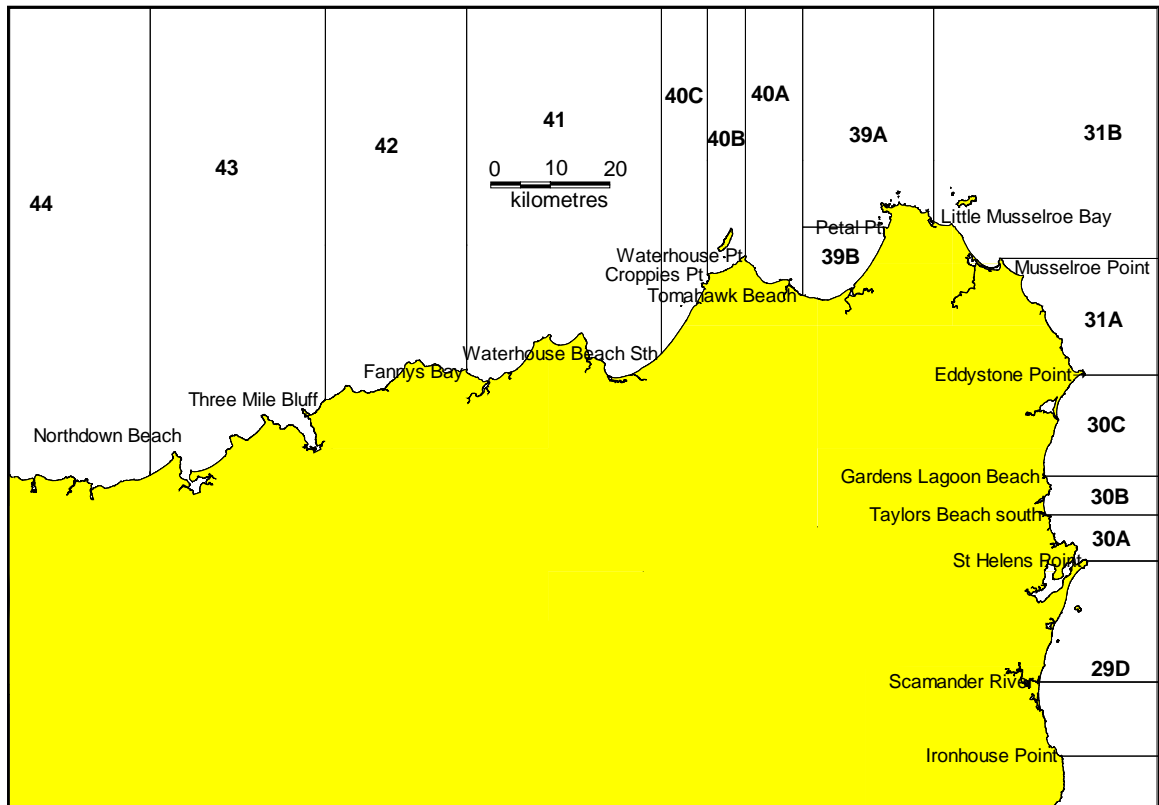 40C
40A
41
39A
31B
42
40B
43
0 10 20
kilometres
44
Little Musselroe Bay
Petal Pt
Waterhouse Pt
39B
Musselroe Point
Croppies Pt
Tomahawk Beach
31A
Waterhouse Beach Sth
Fannys Bay
Eddystone Point
Three Mile Bluff
30C
Northdown Beach
Gardens Lagoon Beach
30B
Taylors Beach south
30A
St Helens Point
29D
Scamander River
Ironhouse Point